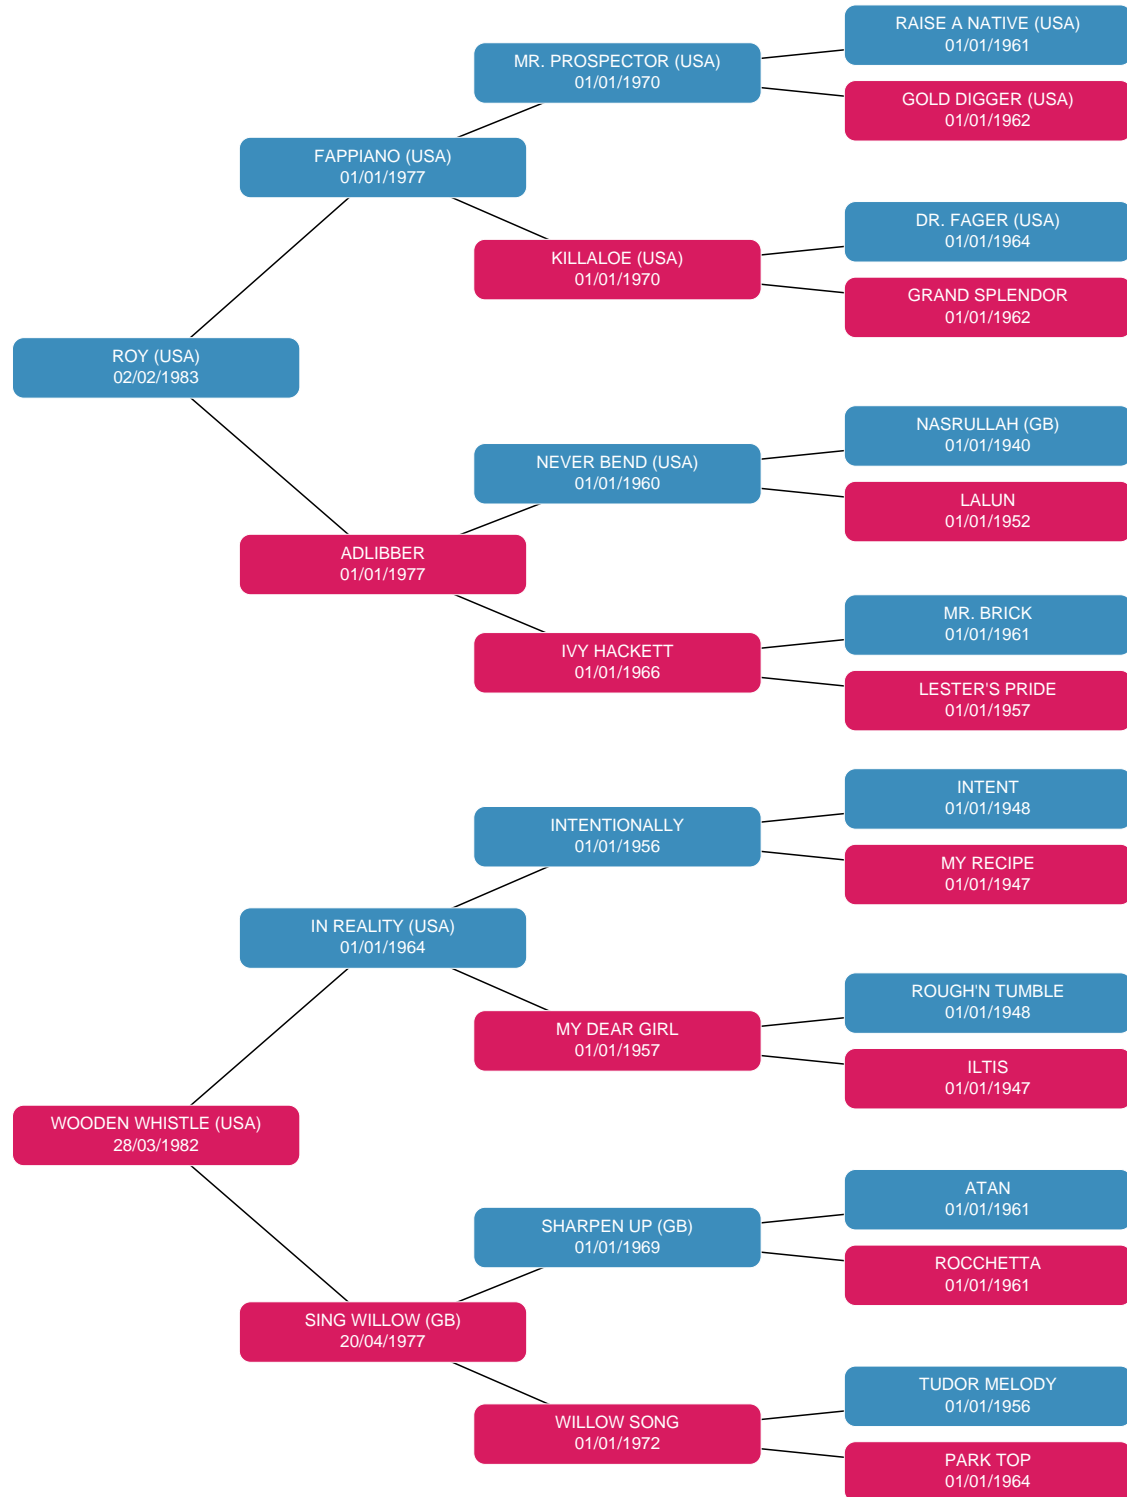 RAISE A NATIVE (USA)
01/01/1961
MR. PROSPECTOR (USA)
01/01/1970
GOLD DIGGER (USA)
01/01/1962
FAPPIANO (USA)
01/01/1977
DR. FAGER (USA)
01/01/1964
KILLALOE (USA)
01/01/1970
GRAND SPLENDOR
01/01/1962
ROY (USA)
02/02/1983
NASRULLAH (GB)
01/01/1940
NEVER BEND (USA)
01/01/1960
LALUN
01/01/1952
ADLIBBER
01/01/1977
MR. BRICK
01/01/1961
IVY HACKETT
01/01/1966
LESTER'S PRIDE
01/01/1957
INTENT
01/01/1948
INTENTIONALLY
01/01/1956
MY RECIPE
01/01/1947
IN REALITY (USA)
01/01/1964
ROUGH'N TUMBLE
01/01/1948
MY DEAR GIRL
01/01/1957
ILTIS
01/01/1947
WOODEN WHISTLE (USA)
28/03/1982
ATAN
01/01/1961
SHARPEN UP (GB)
01/01/1969
ROCCHETTA
01/01/1961
SING WILLOW (GB)
20/04/1977
TUDOR MELODY
01/01/1956
WILLOW SONG
01/01/1972
PARK TOP
01/01/1964